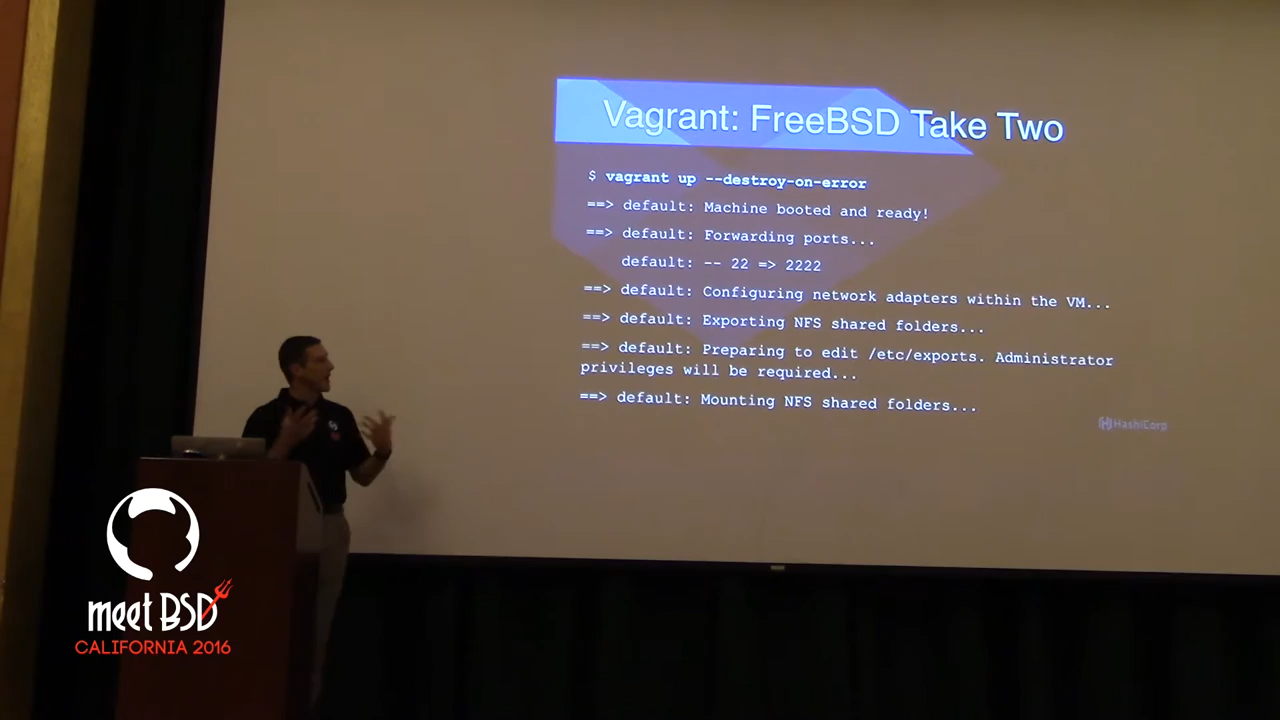 Vagrant: FreeBSD Take Two
$ vagrant up --destroy-on-error
==> default: Machine booted and ready!
==> default: Forwarding ports...
default: -- 22 => 2222
==> default: Configuring network adapters within the VM...
==> default: Exporting NFS shared folders...
==> default: Preparing to edit /etc/exports. Administrator
privileges will be required...
==> default: Mounting NFS shared folders...
HashiCorp
meet BSD
CALIFORNIA 2016